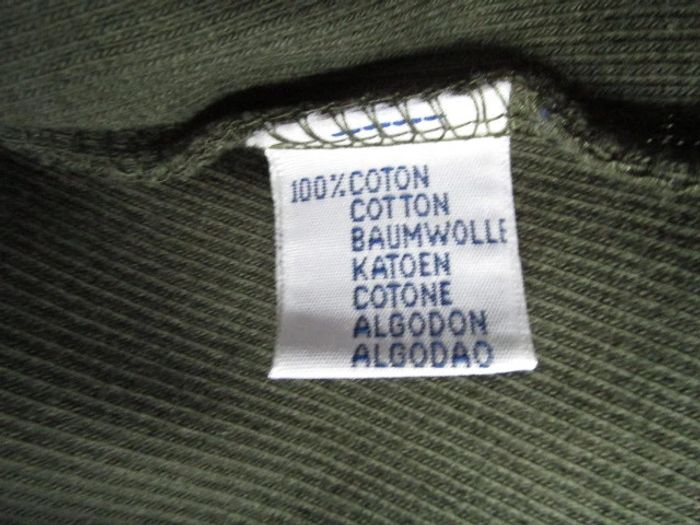 100% COTON
COTTON
BAUMWOLLE
KATOEN
COTONE
ALGODON
ALGODAO